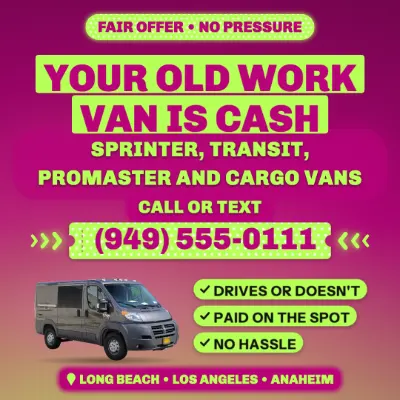 FAIR OFFER • NO PRESSURE
YOUR OLD WORK
VAN IS CASH
SPRINTER, TRANSIT,
PROMASTER AND CARGO VANS
CALL OR TEXT
(949) 555-0111
DRIVES OR DOESN'T
PAID ON THE SPOT
NO HASSLE
LONG BEACH • LOS ANGELES • ANAHEIM